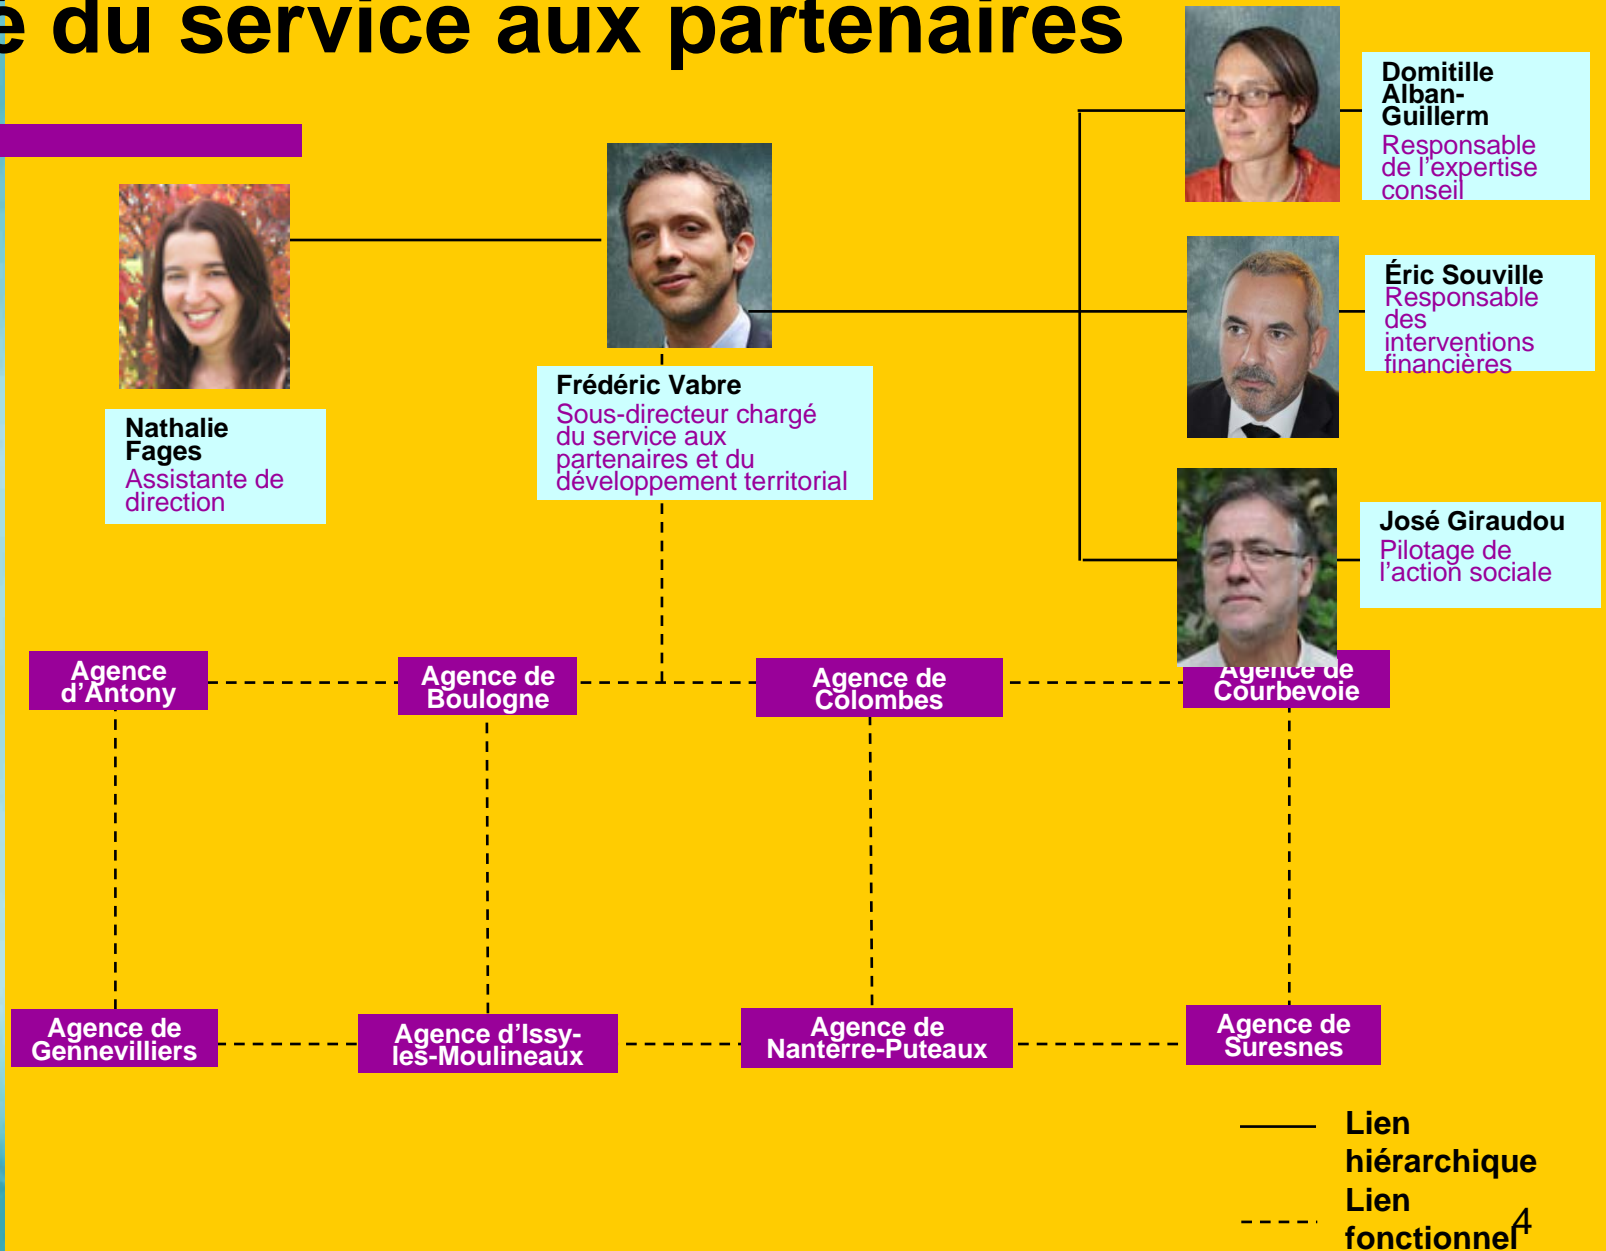 é du service aux partenaires
Domitille
Alban-
Guillerm
Responsable
de l'expertise
conseil
Éric Souville
Responsable
des
interventions
financières
Frédéric Vabre
Sous-directeur chargé
du service aux
partenaires et du
développement territorial
Nathalie
Fages
Assistante de
direction
José Giraudou
Pilotage de
l'action sociale
Agence
d'Antony
Agence de
Boulogne
Agence de
Colombes
Agence de
Courbevoie
Agence de
Gennevilliers
Agence d'Issy-
les-Moulineaux
Agence de
Nanterre-Puteaux
Agence de
Suresnes
Lien
hiérarchique
Lien
fonctionnel
4